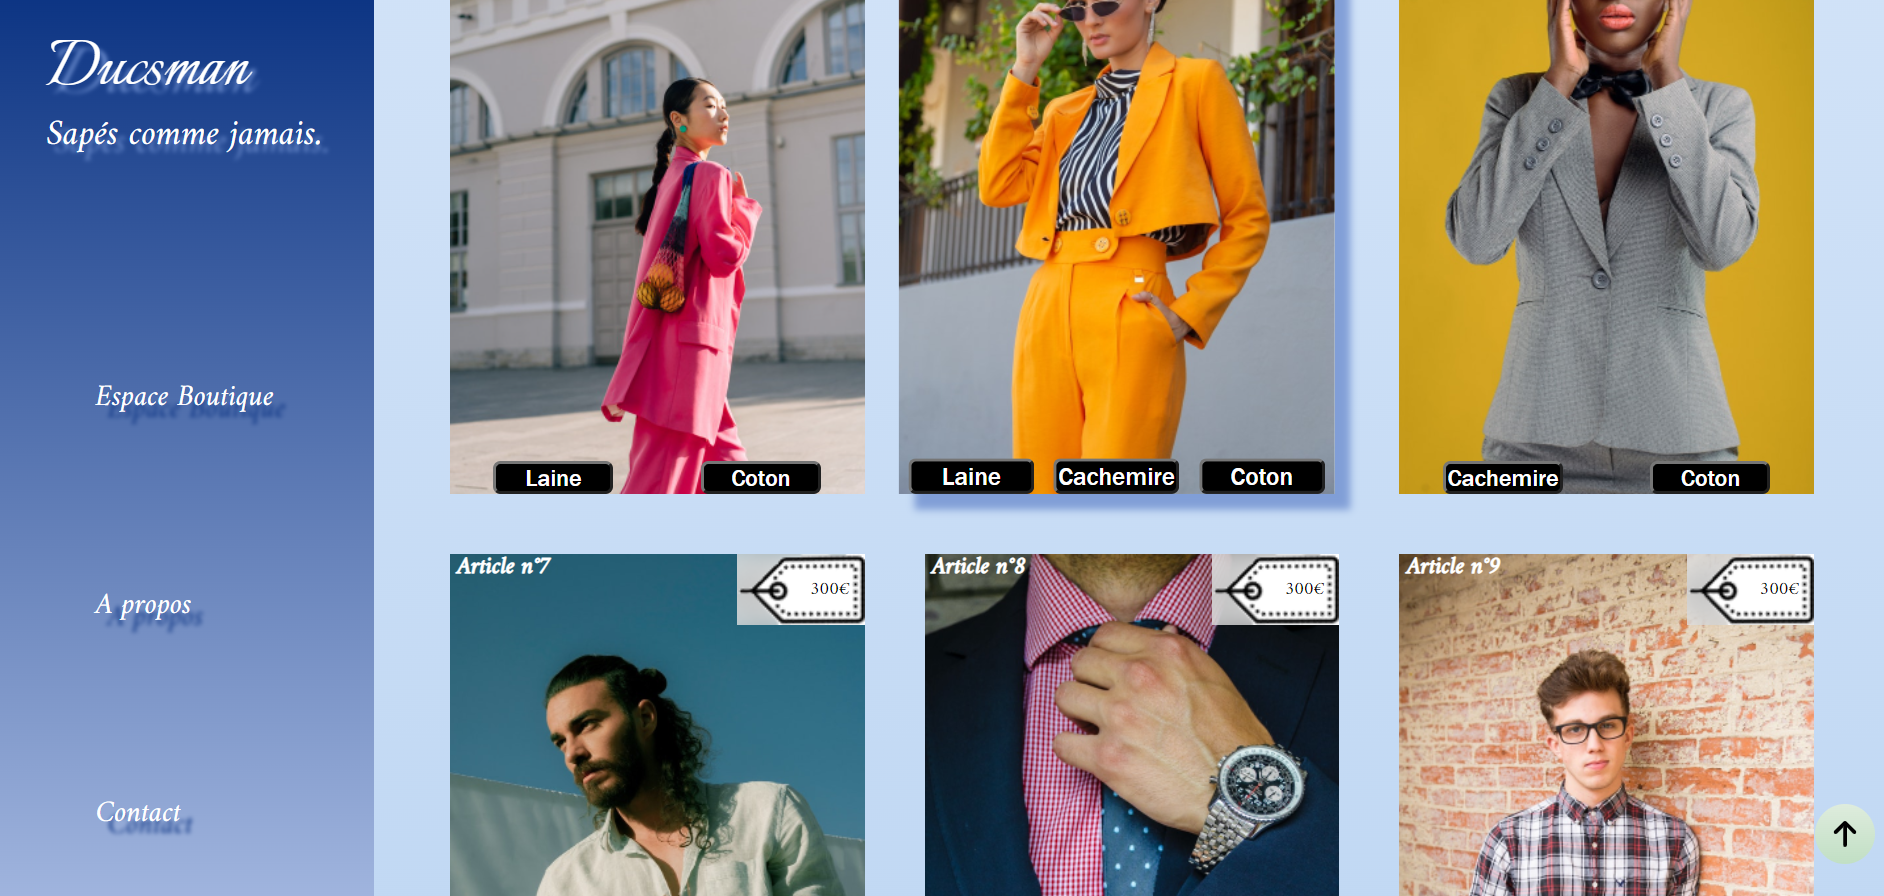 Ducsman
Sapés comme jamais.
Espace Boutique
A propos
Contact
Laine
Coton
Laine
Cachemire
Coton
Cachemire
Coton
Article n°7
300€
Article n°8
300€
Article n°9
300€